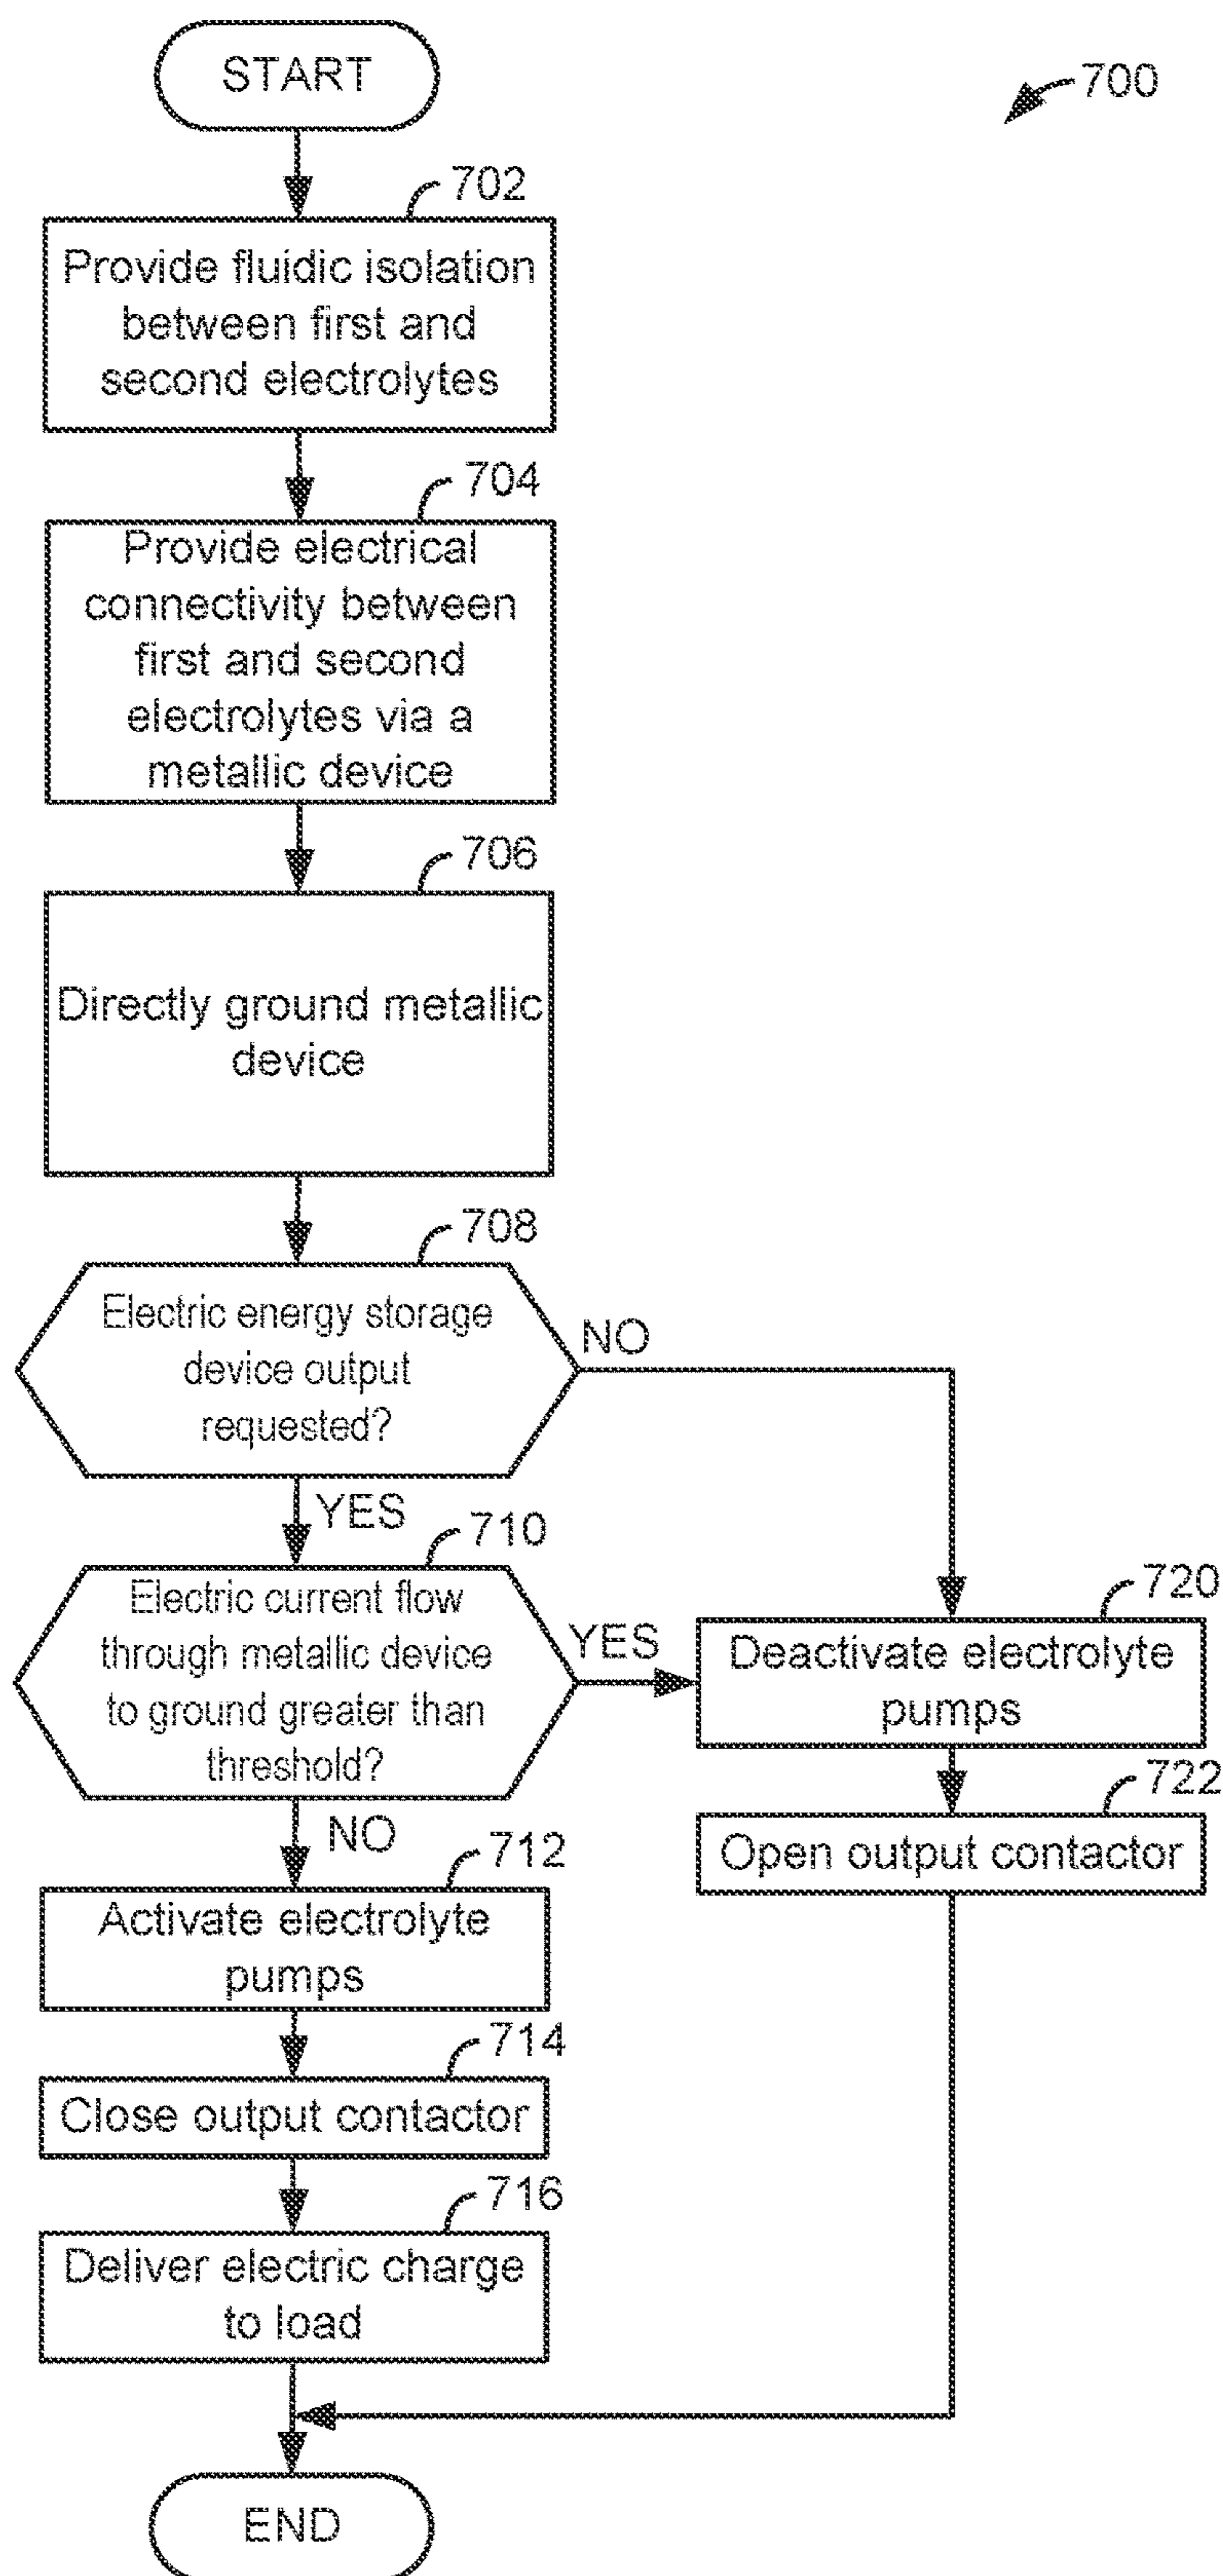 START
700
702
Provide fluidic isolation
between first and
second electrolytes
704
Provide electrical
connectivity between
first and second
electrolytes via a
metallic device
706
Directly ground metallic
device
708
Electric energy storage
device output
requested?
NO
YES
710
Electric current flow
through metallic device
to ground greater than
threshold?
YES
720
Deactivate electrolyte
pumps
722
Open output contactor
NO
712
Activate electrolyte
pumps
714
Close output contactor
716
Deliver electric charge
to load
END